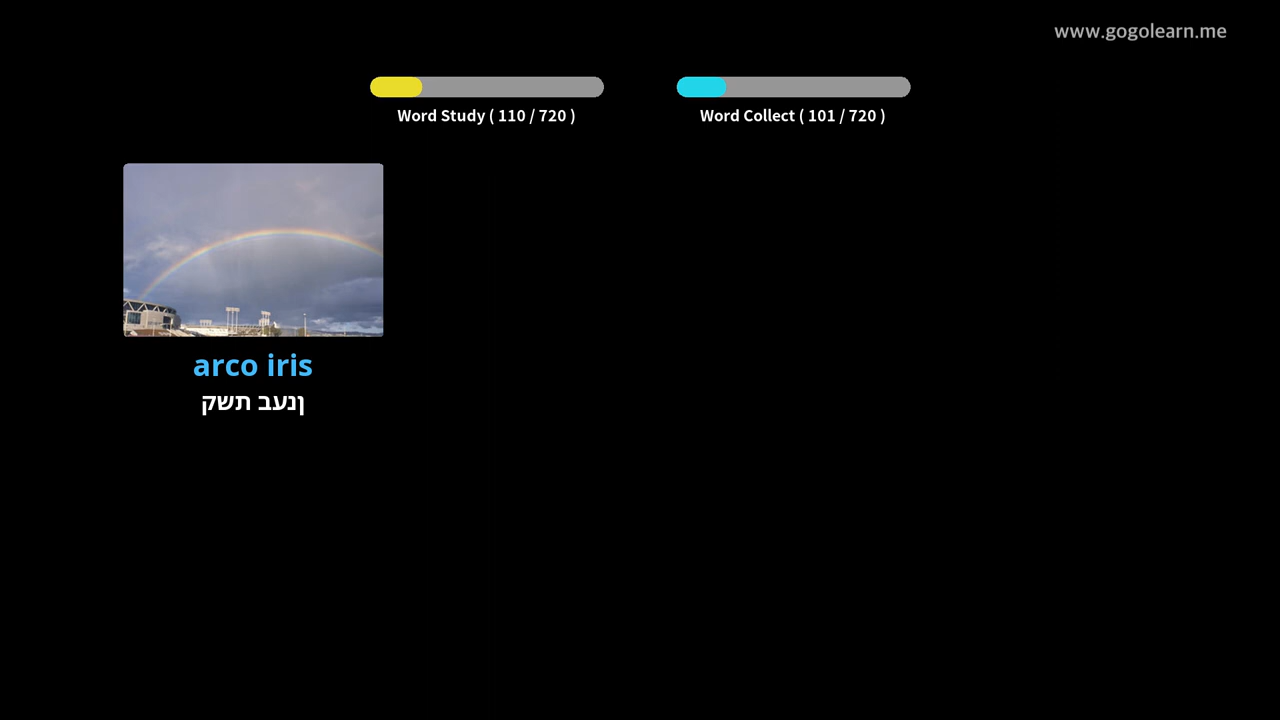 www.gogolearn.me
Word Study ( 110 / 720 )
Word Collect ( 101 / 720 )
arco iris
ןנעב תשק